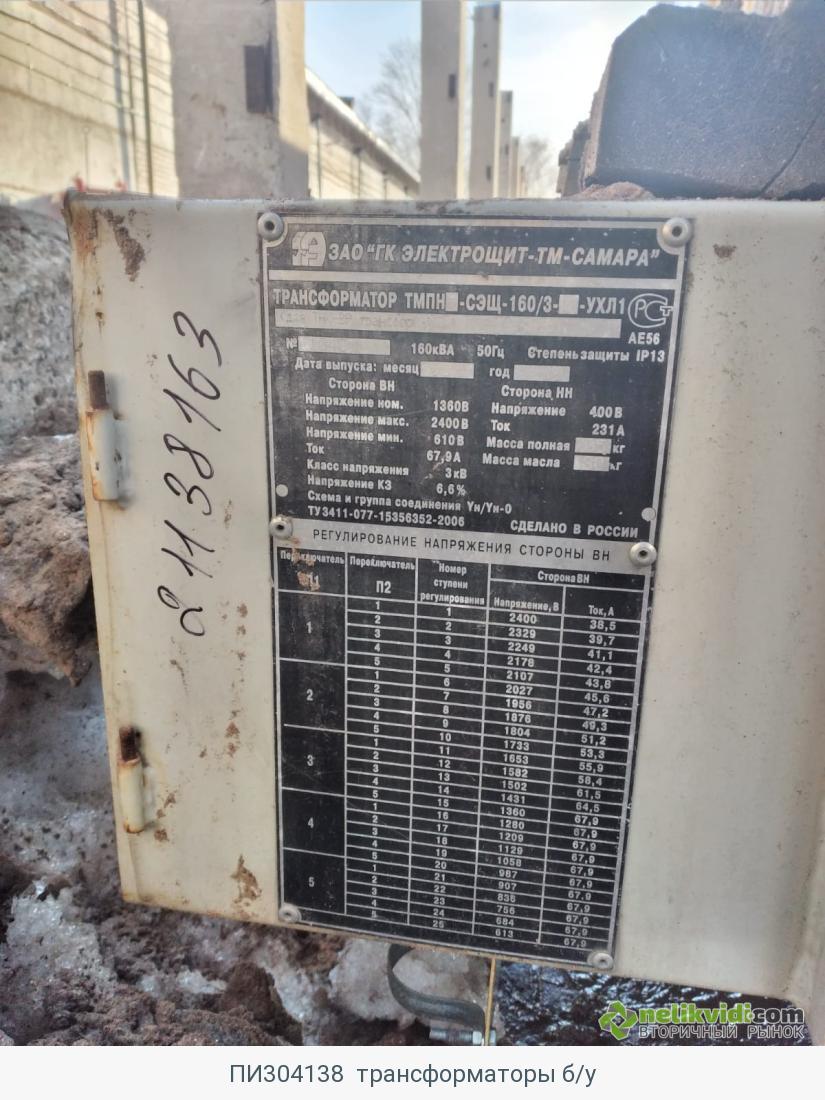 ЗАО "ГК ЭЛЕКТРОЩИТ-ТМ-САМАРА"
ТРАНСФОРМАТОР ТМПН -СЭЩ-160/3- -УХЛ1
РСТ
АЕ56
№ 160кВА 50Гц Степень защиты IP13
Дата выпуска: месяц год
Сторона ВН Сторона НН
Напряжение ном. 1360В Напряжение 400В
Напряжение макс. 2400В Ток 231А
Напряжение мин. 610В Масса полная кг
Ток 67,9А Масса масла кг
Класс напряжения 3кВ
Напряжение КЗ 6,6%
Схема и группа соединения Ун/Ун-0
ТУ3411-077-15356352-2006 СДЕЛАНО В РОССИИ
РЕГУЛИРОВАНИЕ НАПРЯЖЕНИЯ СТОРОНЫ ВН
Переключатель П1 Переключатель П2 Номер ступени регулирования Сторона ВН
Напряжение, В Ток, А
1 1 1 2400 38,5
2 2 2329 39,7
3 3 2249 41,1
4 4 2178 42,4
5 5 2107 43,8
2 1 6 2027 45,6
2 7 1956 47,2
3 8 1876 49,3
4 9 1804 51,2
5 10 1733 53,3
3 1 11 1653 55,9
2 12 1582 58,4
3 13 1502 61,5
4 14 1431 64,5
5 15 1360 67,9
4 1 16 1280 67,9
2 17 1209 67,9
3 18 1129 67,9
4 19 1058 67,9
5 20 987 67,9
5 1 21 907 67,9
2 22 836 67,9
3 23 756 67,9
4 24 684 67,9
5 25 613 67,9
21138163
nelikvidi.com
ВТОРИЧНЫЙ РЫНОК
ПИ304138 трансформаторы б/у